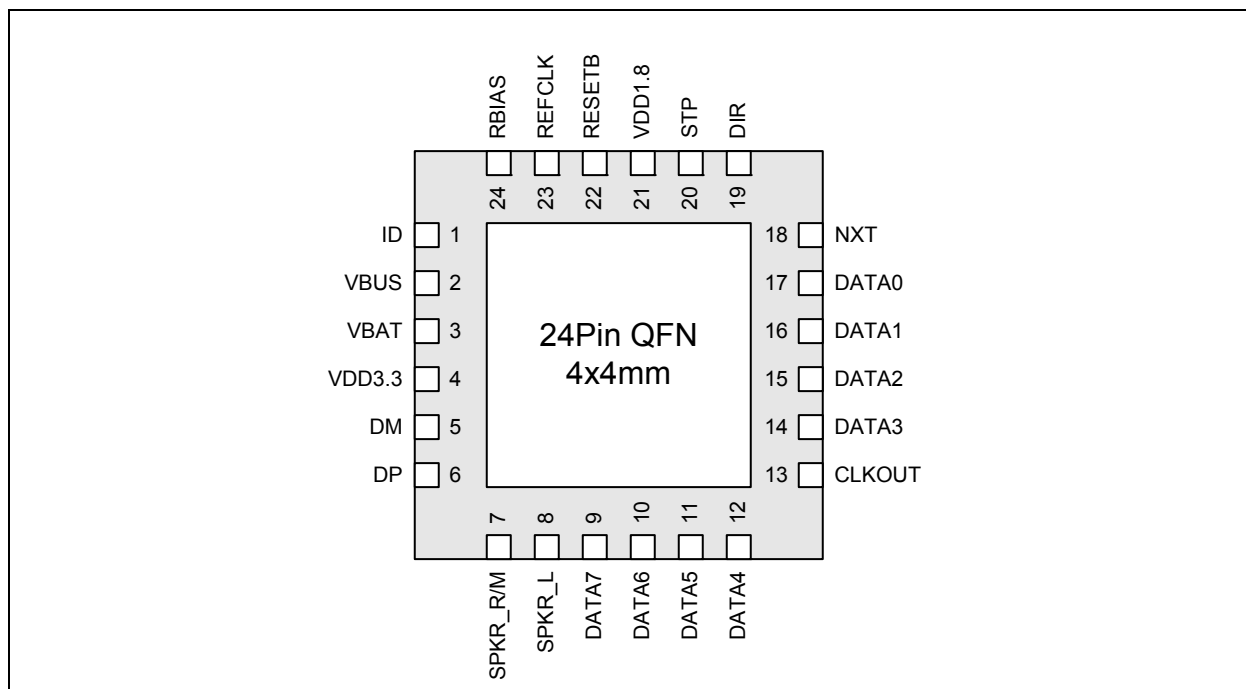 RBIAS
REFCLK
RESETB
VDD1.8
STP
DIR
24
23
22
21
20
19
ID 1
VBUS 2
VBAT 3
VDD3.3 4
DM 5
DP 6
24Pin QFN
4x4mm
18 NXT
17 DATA0
16 DATA1
15 DATA2
14 DATA3
13 CLKOUT
7
8
9
10
11
12
SPKR_R/M
SPKR_L
DATA7
DATA6
DATA5
DATA4